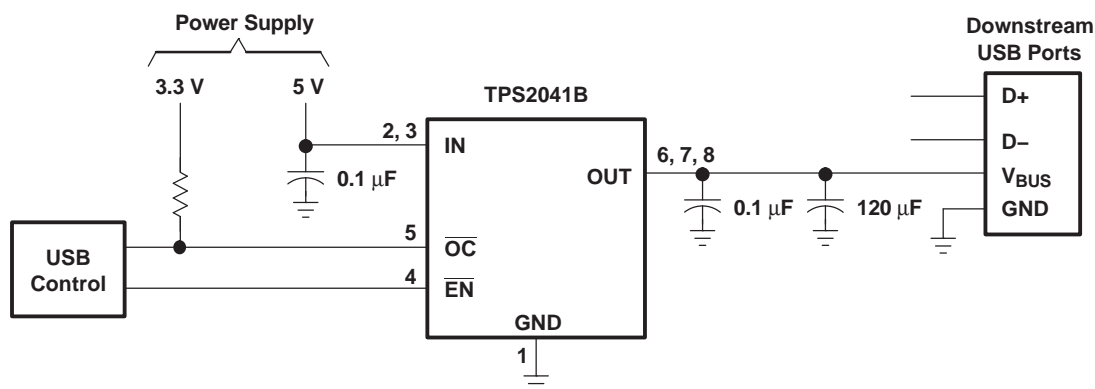 Power Supply
3.3 V
5 V
Downstream
USB Ports
TPS2041B
2, 3
IN
0.1 μF
6, 7, 8
OUT
0.1 μF
120 μF
D+
D−
VBUS
GND
USB
Control
5
OC
4
EN
GND
1